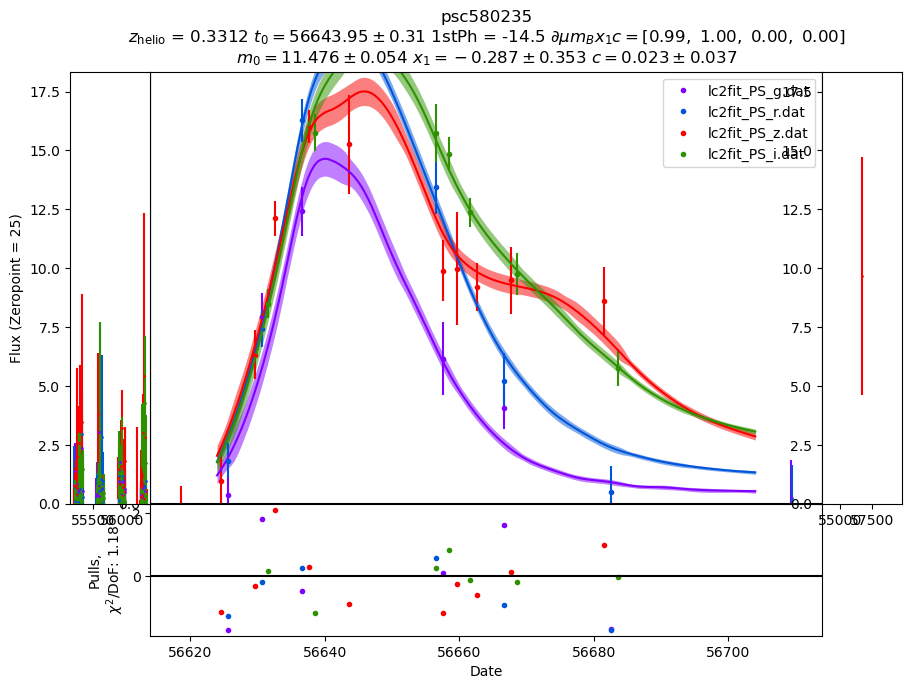 psc580235
z_helio = 0.3312 t_0 = 56643.95 ± 0.31 1stPh = -14.5 ∂μm_Bx_1c = [0.99, 1.00, 0.00, 0.00]
m_0 = 11.476 ± 0.054 x_1 = −0.287 ± 0.353 c = 0.023 ± 0.037
Flux (Zeropoint = 25)
17.5
15.0
12.5
10.0
7.5
5.0
2.5
0.0
lc2fit_PS_g.dat
lc2fit_PS_r.dat
lc2fit_PS_z.dat
lc2fit_PS_i.dat
17.5
15.0
12.5
10.0
7.5
5.0
2.5
0.0
55500
56000
55000
57500
Pulls,
χ²/DoF: 1.18
2
0
56620
56640
56660
56680
56700
Date